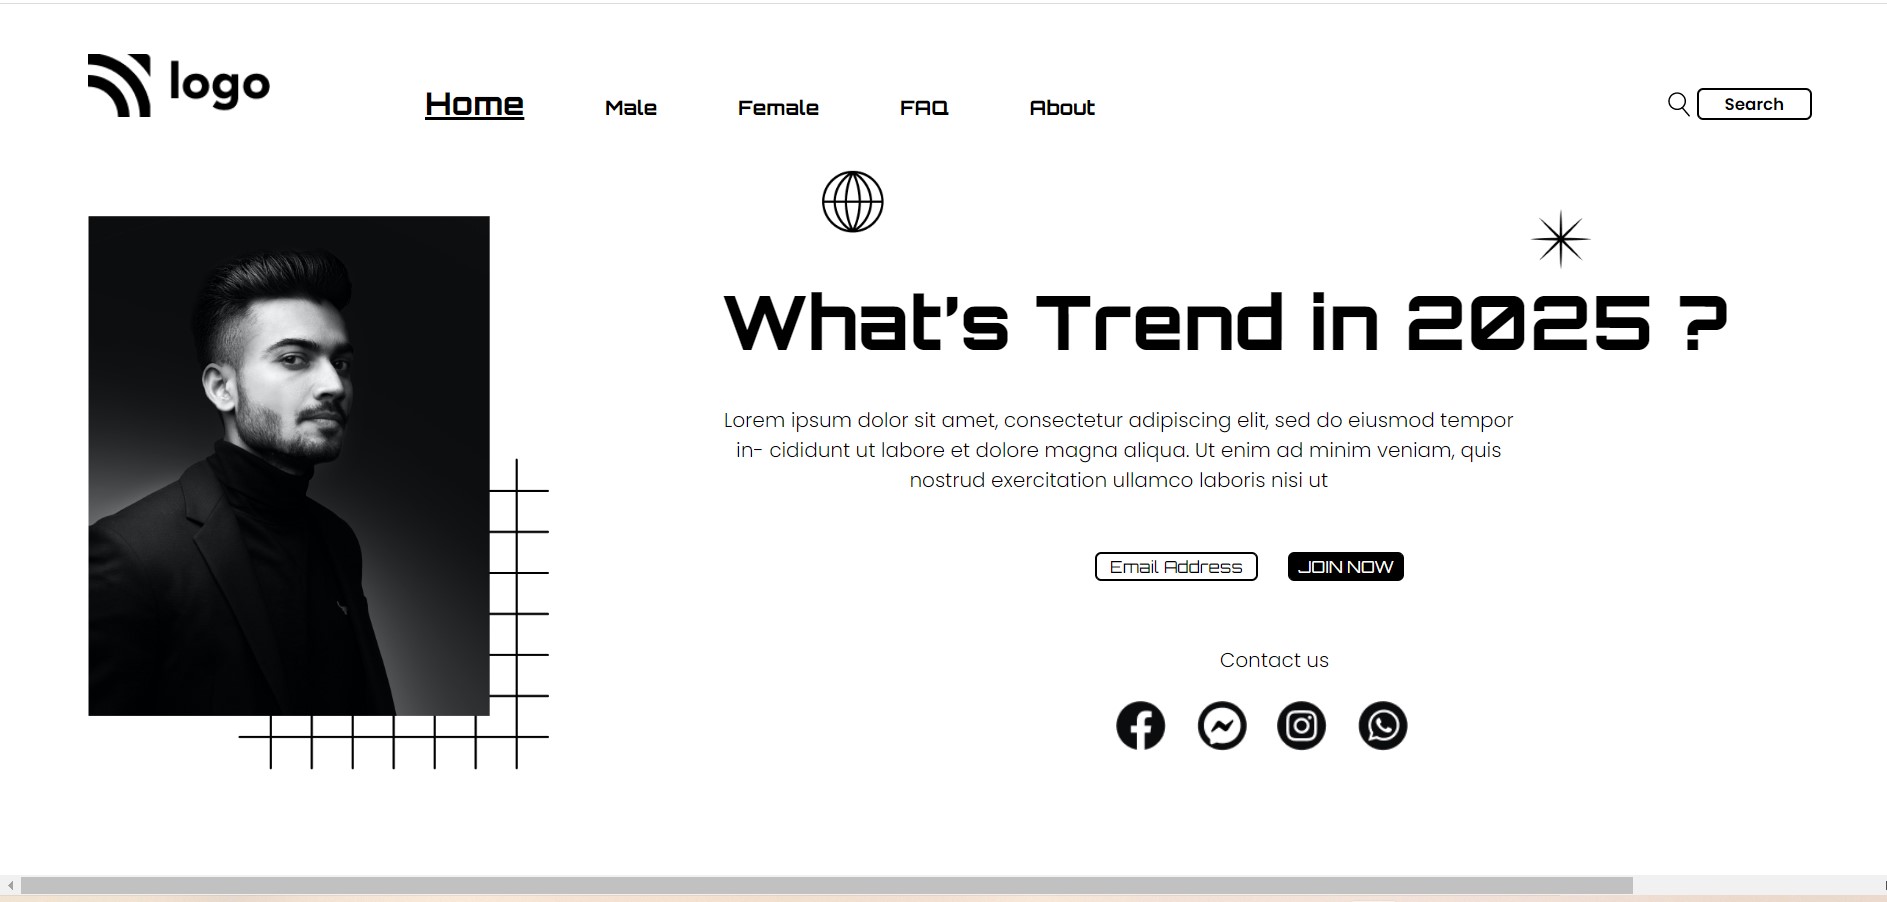 logo
Home Male Female FAQ About
Search
What's Trend in 2025 ?
Lorem ipsum dolor sit amet, consectetur adipiscing elit, sed do eiusmod tempor
in- cididunt ut labore et dolore magna aliqua. Ut enim ad minim veniam, quis
nostrud exercitation ullamco laboris nisi ut
Email Address JOIN NOW
Contact us